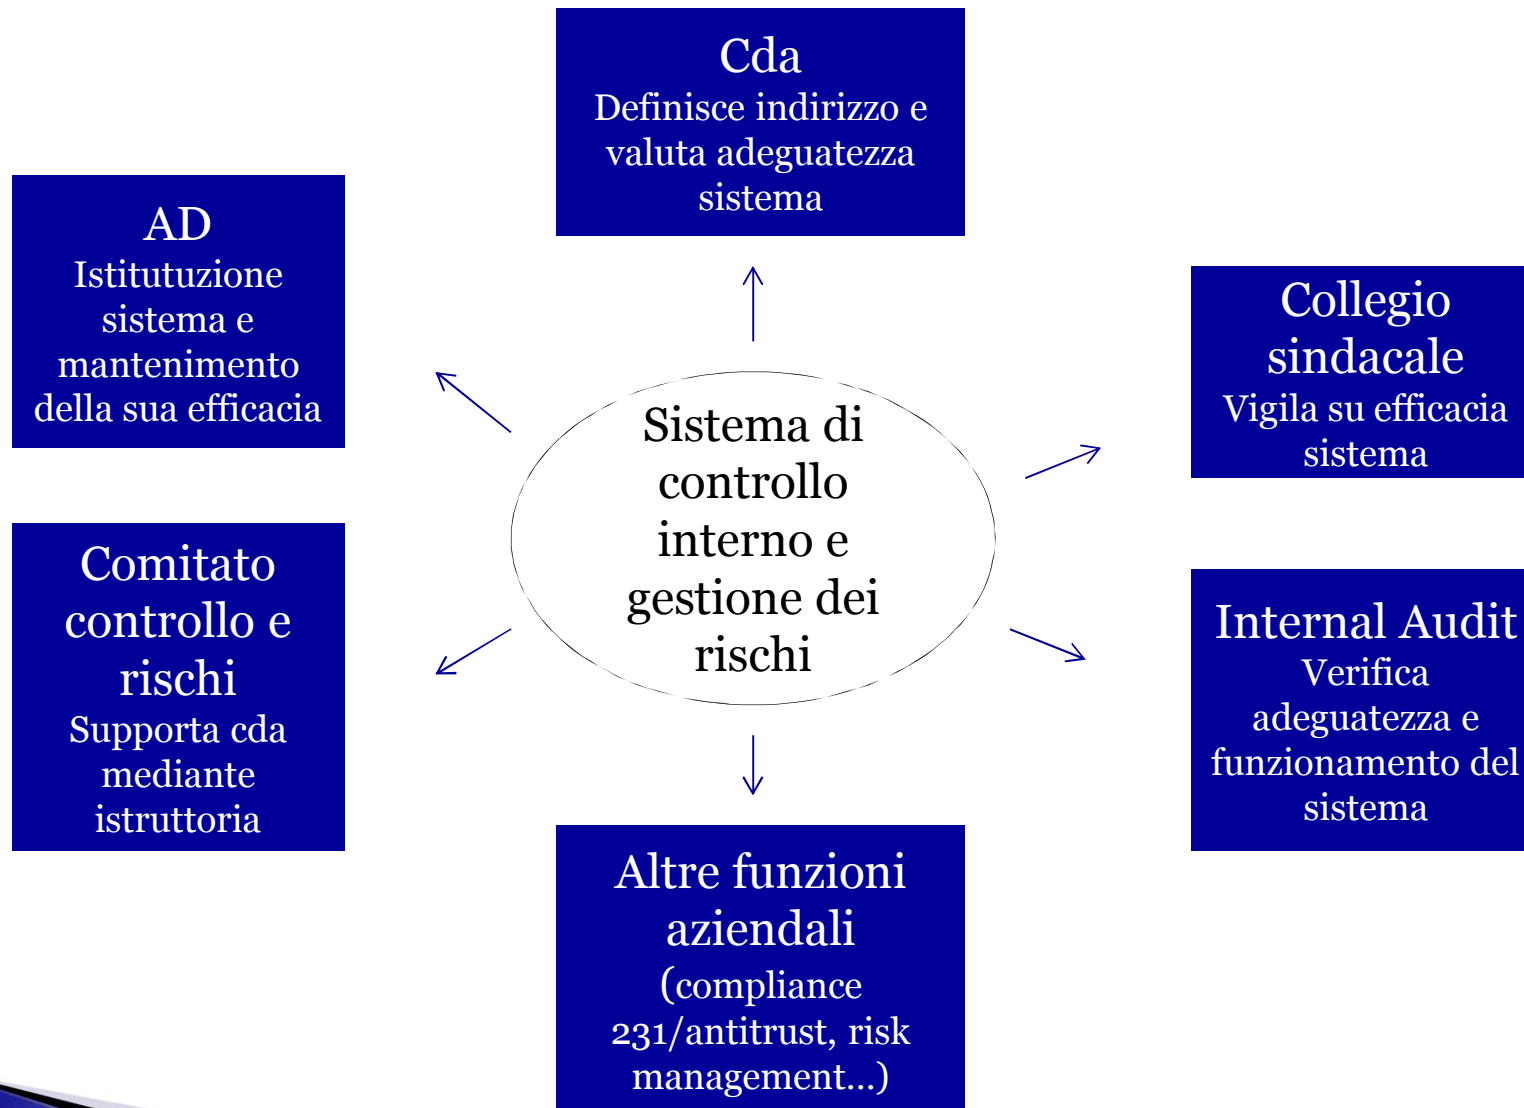 Cda
Definisce indirizzo e
valuta adeguatezza
sistema
AD
Istitutuzione
sistema e
mantenimento
della sua efficacia
Collegio
sindacale
Vigila su efficacia
sistema
Sistema di
controllo
interno e
gestione dei
rischi
Comitato
controllo e
rischi
Supporta cda
mediante
istruttoria
Internal Audit
Verifica
adeguatezza e
funzionamento del
sistema
Altre funzioni
aziendali
(compliance
231/antitrust, risk
management...)